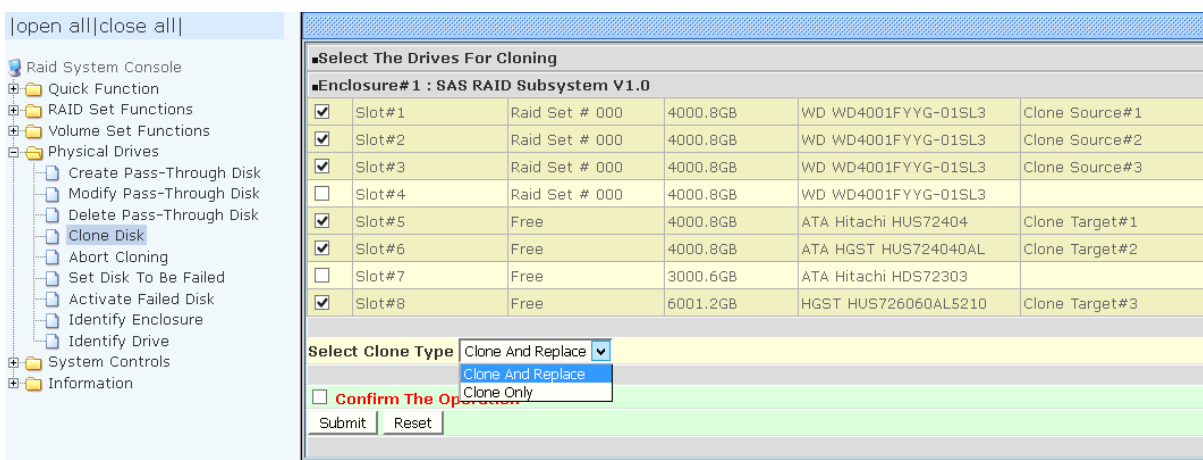 |open all|close all|
Raid System Console
Quick Function
RAID Set Functions
Volume Set Functions
Physical Drives
Create Pass-Through Disk
Modify Pass-Through Disk
Delete Pass-Through Disk
Clone Disk
Abort Cloning
Set Disk To Be Failed
Activate Failed Disk
Identify Enclosure
Identify Drive
System Controls
Information
Select The Drives For Cloning
Enclosure#1 : SAS RAID Subsystem V1.0
Slot#1 Raid Set # 000 4000.8GB WD WD4001FYYG-01SL3 Clone Source#1
Slot#2 Raid Set # 000 4000.8GB WD WD4001FYYG-01SL3 Clone Source#2
Slot#3 Raid Set # 000 4000.8GB WD WD4001FYYG-01SL3 Clone Source#3
Slot#4 Raid Set # 000 4000.8GB WD WD4001FYYG-01SL3
Slot#5 Free 4000.8GB ATA Hitachi HUS72404 Clone Target#1
Slot#6 Free 4000.8GB ATA HGST HUS724040AL Clone Target#2
Slot#7 Free 3000.6GB ATA Hitachi HDS72303
Slot#8 Free 6001.2GB HGST HUS726060AL5210 Clone Target#3
Select Clone Type Clone And Replace
Clone And Replace
Clone Only
Confirm The Operation
Submit Reset